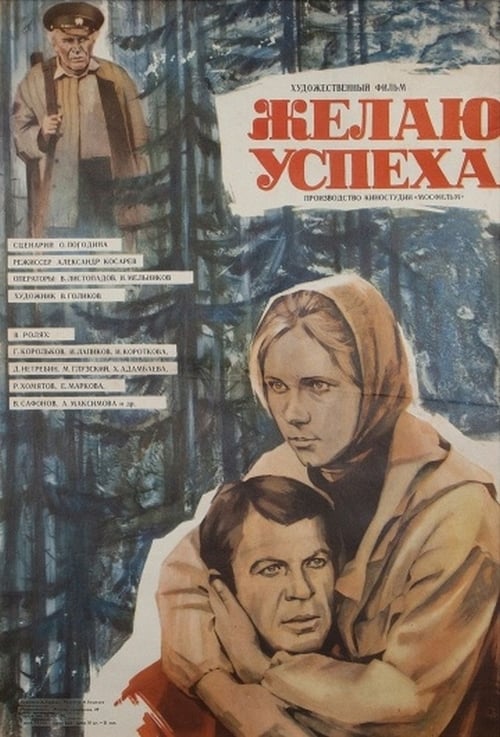 ХУДОЖЕСТВЕННЫЙ ФИЛЬМ
ЖЕЛАЮ
УСПЕХА
ПРОИЗВОДСТВО КИНОСТУДИИ «МОСФИЛЬМ»
СЦЕНАРИЙ О. ПОГОДИНА
РЕЖИССЕР АЛЕКСАНДР КОСАРЕВ
ОПЕРАТОРЫ В. ЛИСТОПАДОВ, И. МЕЛЬНИКОВ
ХУДОЖНИК В. ГОЛИКОВ
В РОЛЯХ:
Г. КОРОЛЬКОВ, И. ЛАПИКОВ, И. КОРОТКОВА,
Д. НЕТРЕБИН, М. ГЛУЗСКИЙ, Х. АДАМБАЕВА,
Р. ХОМЯТОВ, Е. МАРКОВА,
В. САФОНОВ, А. МАКСИМОВА и др.